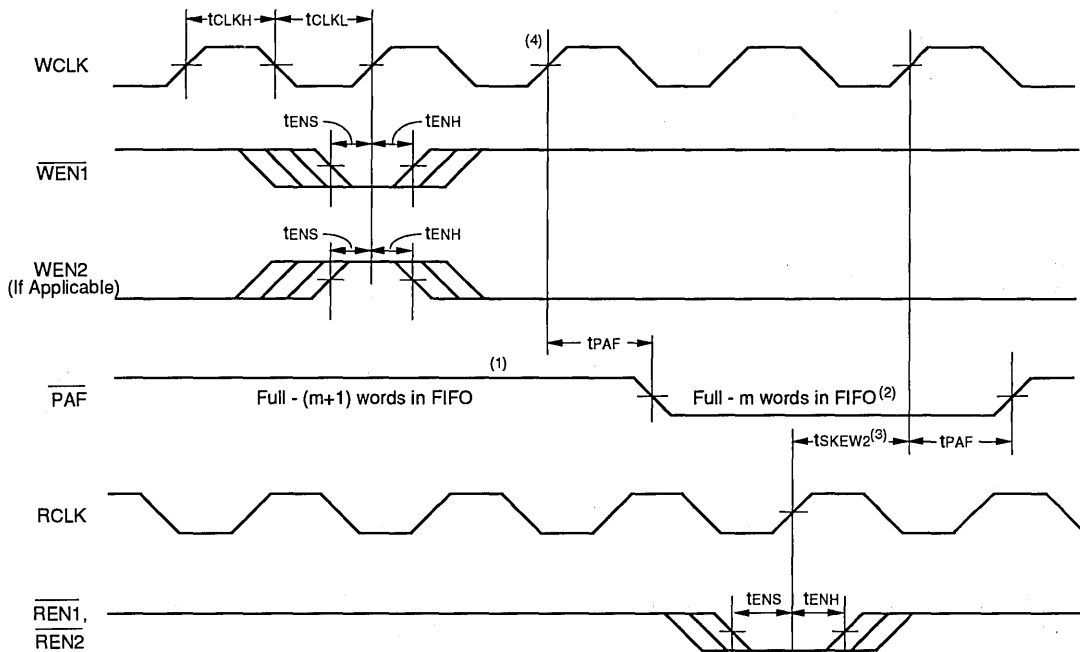 tCLKH tCLKL
WCLK (4)
tENS tENH
WEN1
tENS tENH
WEN2
(If Applicable)
tPAF
(1)
PAF Full - (m+1) words in FIFO Full - m words in FIFO(2)
tSKEW2(3) tPAF
RCLK
tENS tENH
REN1,
REN2